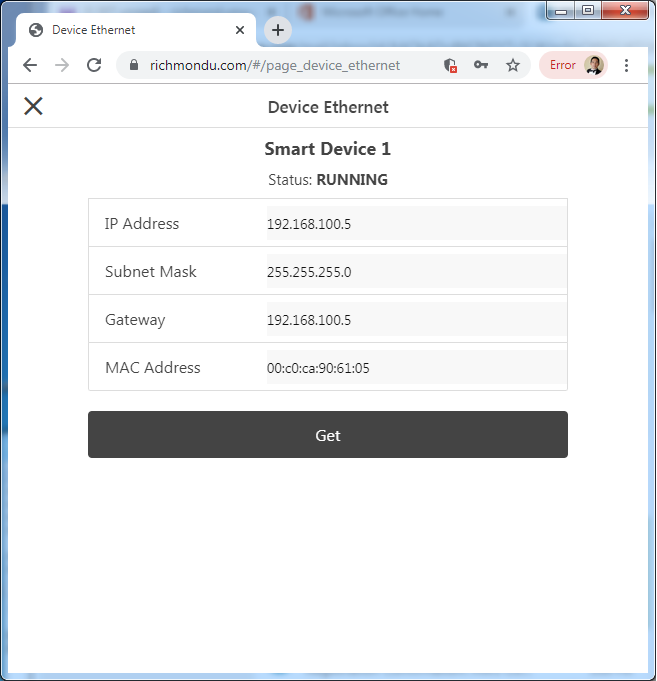 Device Ethernet
richmondu.com/#/page_device_ethernet
Error
Device Ethernet
Smart Device 1
Status: RUNNING
IP Address 192.168.100.5
Subnet Mask 255.255.255.0
Gateway 192.168.100.5
MAC Address 00:c0:ca:90:61:05
Get